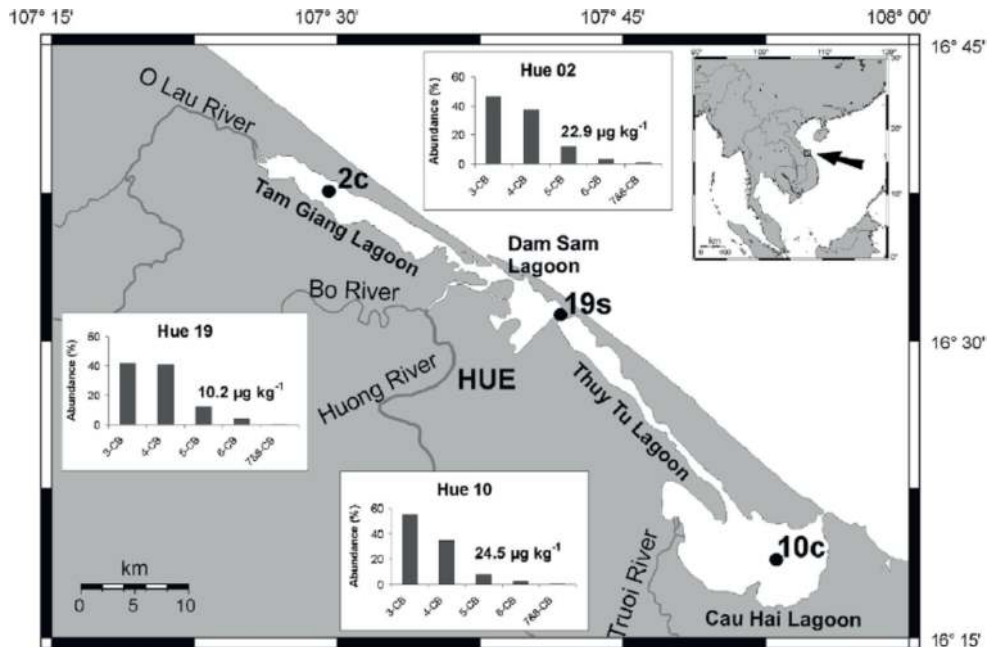 107° 15'
107° 30'
107° 45'
108° 00'
16° 45'
16° 30'
16° 15'
O Lau River
2c
Tam Giang Lagoon
Dam Sam
Lagoon
Bo River
19s
HUE
Huong River
Thuy Tu Lagoon
10c
Truoi River
Cau Hai Lagoon
km
0 5 10
Hue 02
Abundance (%)
60
40
20
0
22.9 µg kg-1
3-CB
4-CB
5-CB
6-CB
7&8-CB
Hue 19
Abundance (%)
60
40
20
0
10.2 µg kg-1
3-CB
4-CB
5-CB
6-CB
7&8-CB
Hue 10
Abundance (%)
60
40
20
0
24.5 µg kg-1
3-CB
4-CB
5-CB
6-CB
7&8-CB
km